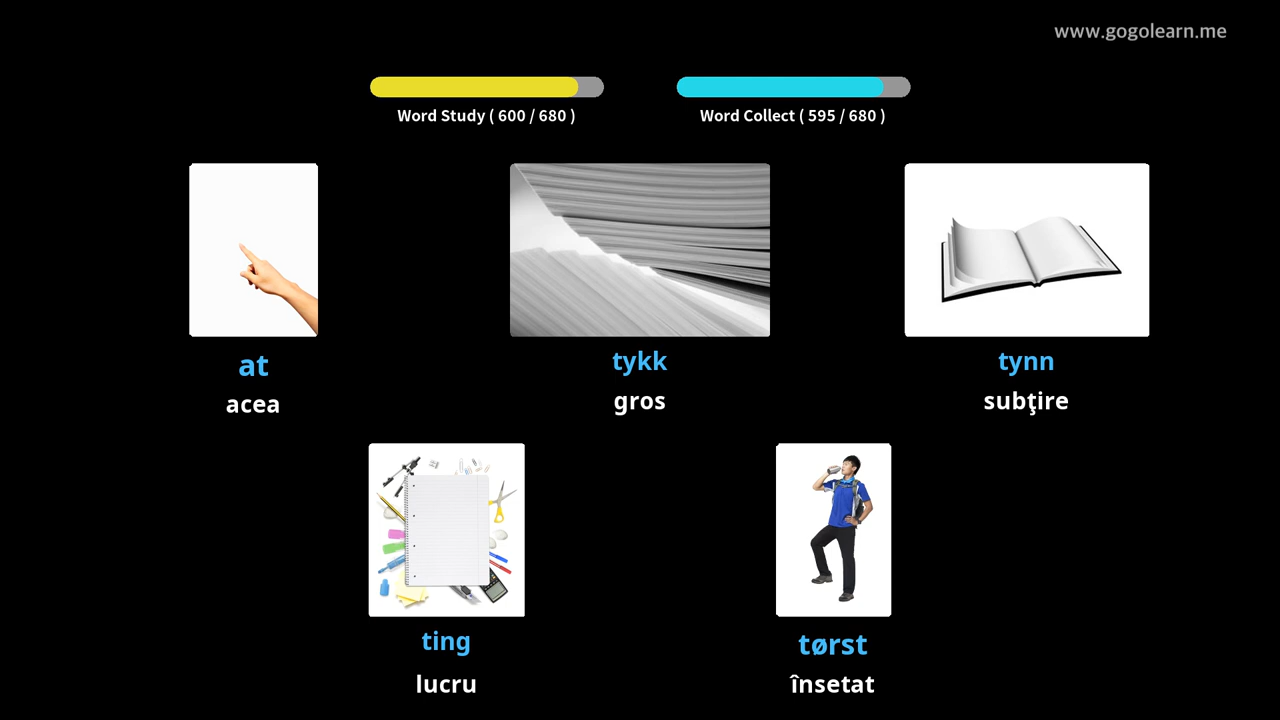 www.gogolearn.me
Word Study ( 600 / 680 )
Word Collect ( 595 / 680 )
at
acea
tykk
gros
tynn
subţire
ting
lucru
tørst
însetat